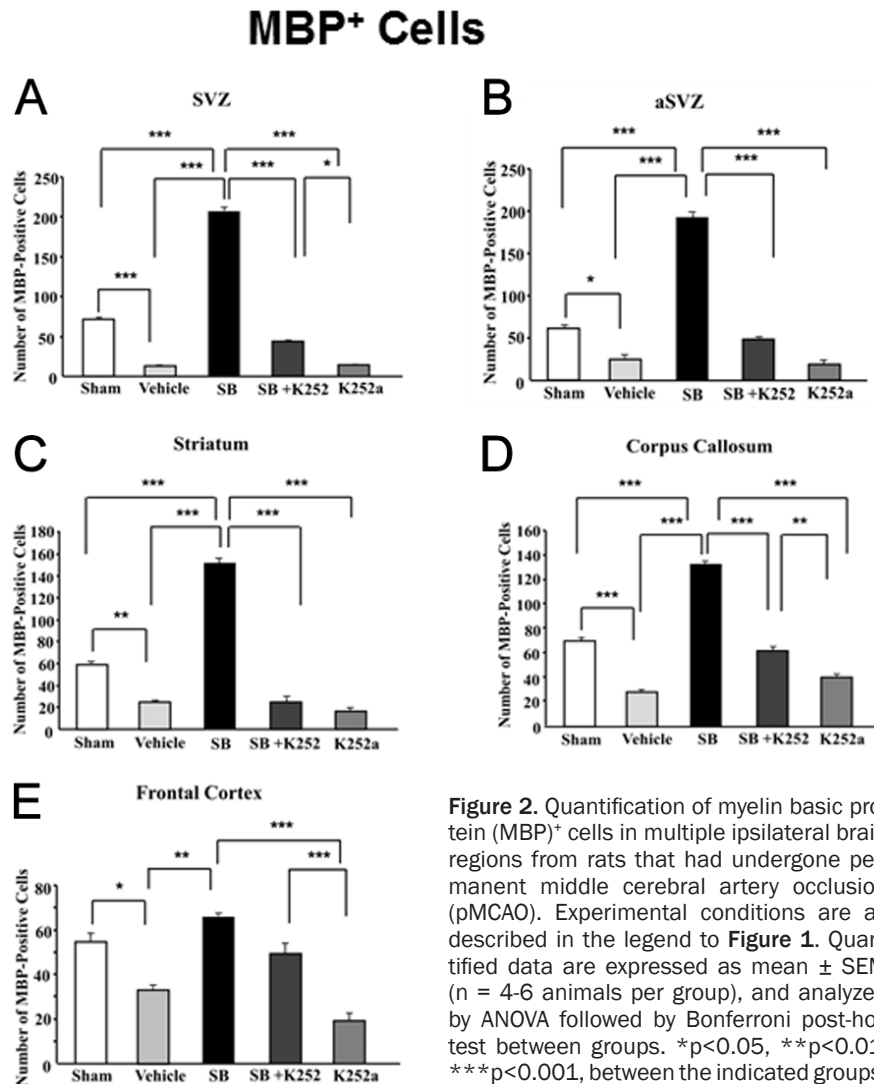 MBP+ Cells
A
SVZ
*** ***
*** *** *
***
Number of MBP-Positive Cells
250
200
150
100
50
0
Sham Vehicle SB SB +K252 K252a
B
aSVZ
*** ***
*** ***
*
Number of MBP-Positive Cells
250
200
150
100
50
0
Sham Vehicle SB SB +K252 K252a
C
Striatum
*** ***
*** ***
**
Number of MBP-Positive Cells
180
160
140
120
100
80
60
40
20
0
Sham Vehicle SB SB +K252 K252a
D
Corpus Callosum
*** ***
*** *** **
***
Number of MBP-Positive Cells
160
140
120
100
80
60
40
20
0
Sham Vehicle SB SB +K252 K252a
E
Frontal Cortex
***
** ***
*
Number of MBP-Positive Cells
80
60
40
20
0
Sham Vehicle SB SB +K252 K252a
Figure 2. Quantification of myelin basic pro-
tein (MBP)+ cells in multiple ipsilateral brain
regions from rats that had undergone per-
manent middle cerebral artery occlusion
(pMCAO). Experimental conditions are a
described in the legend to Figure 1. Quan-
tified data are expressed as mean ± SEM
(n = 4-6 animals per group), and analyze
by ANOVA followed by Bonferroni post-ho
test between groups. *p<0.05, **p<0.01
***p<0.001, between the indicated groups